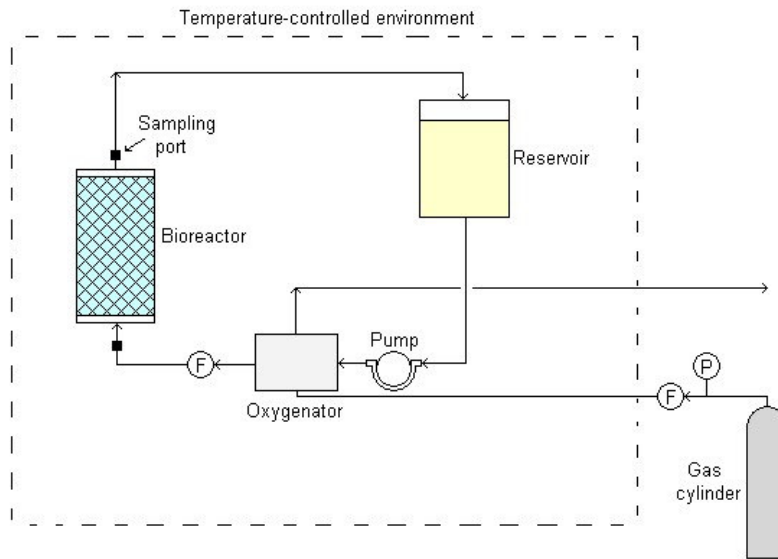 Temperature-controlled environment
Sampling
port
Reservoir
Bioreactor
Pump
F
Oxygenator
P
F
Gas
cylinder